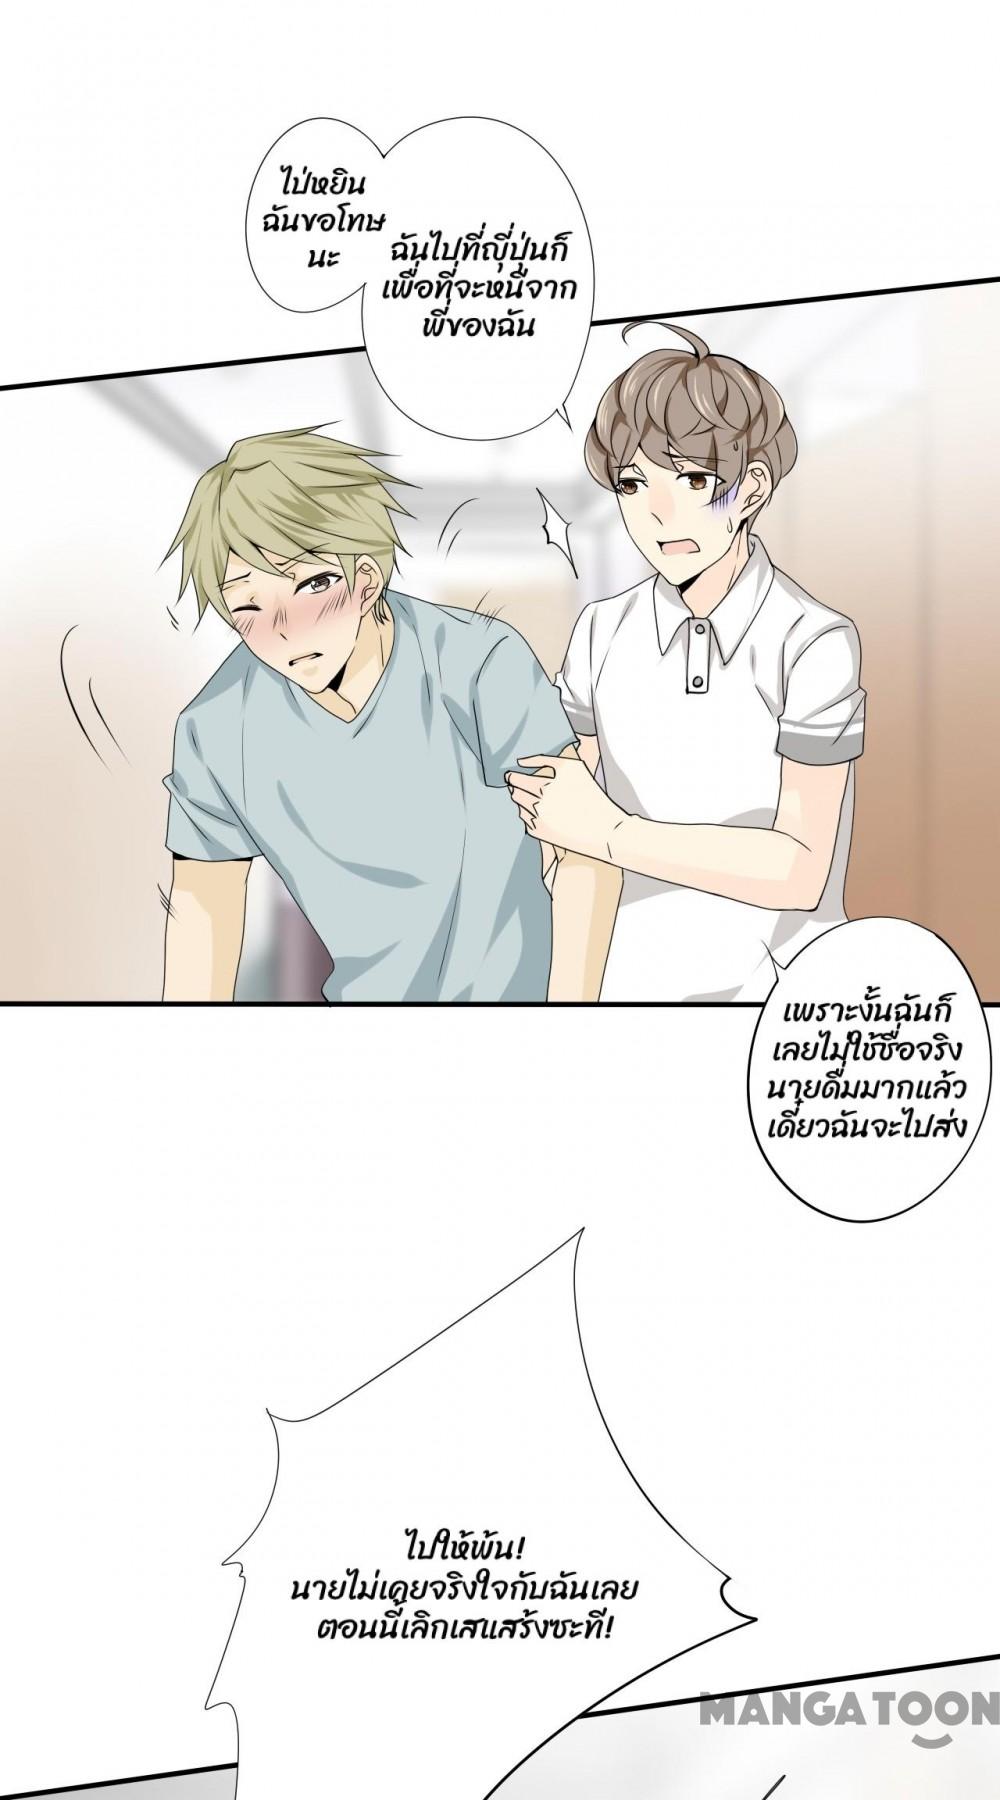 ไป่หยิน
ฉันขอโทษ
นะ
ฉันไปที่ญี่ปุ่นก็
เพื่อที่จะหนีจาก
พี่ของฉัน
เพราะงั้นฉันก็
เลยไม่ใช้ชื่อจริง
นายดื่มมากแล้ว
เดี๋ยวฉันจะไปส่ง
ไปให้พ้น!
นายไม่เคยจริงใจกับฉันเลย
ตอนนี้เลิกเสแสร้งซะที!
MANGATOON